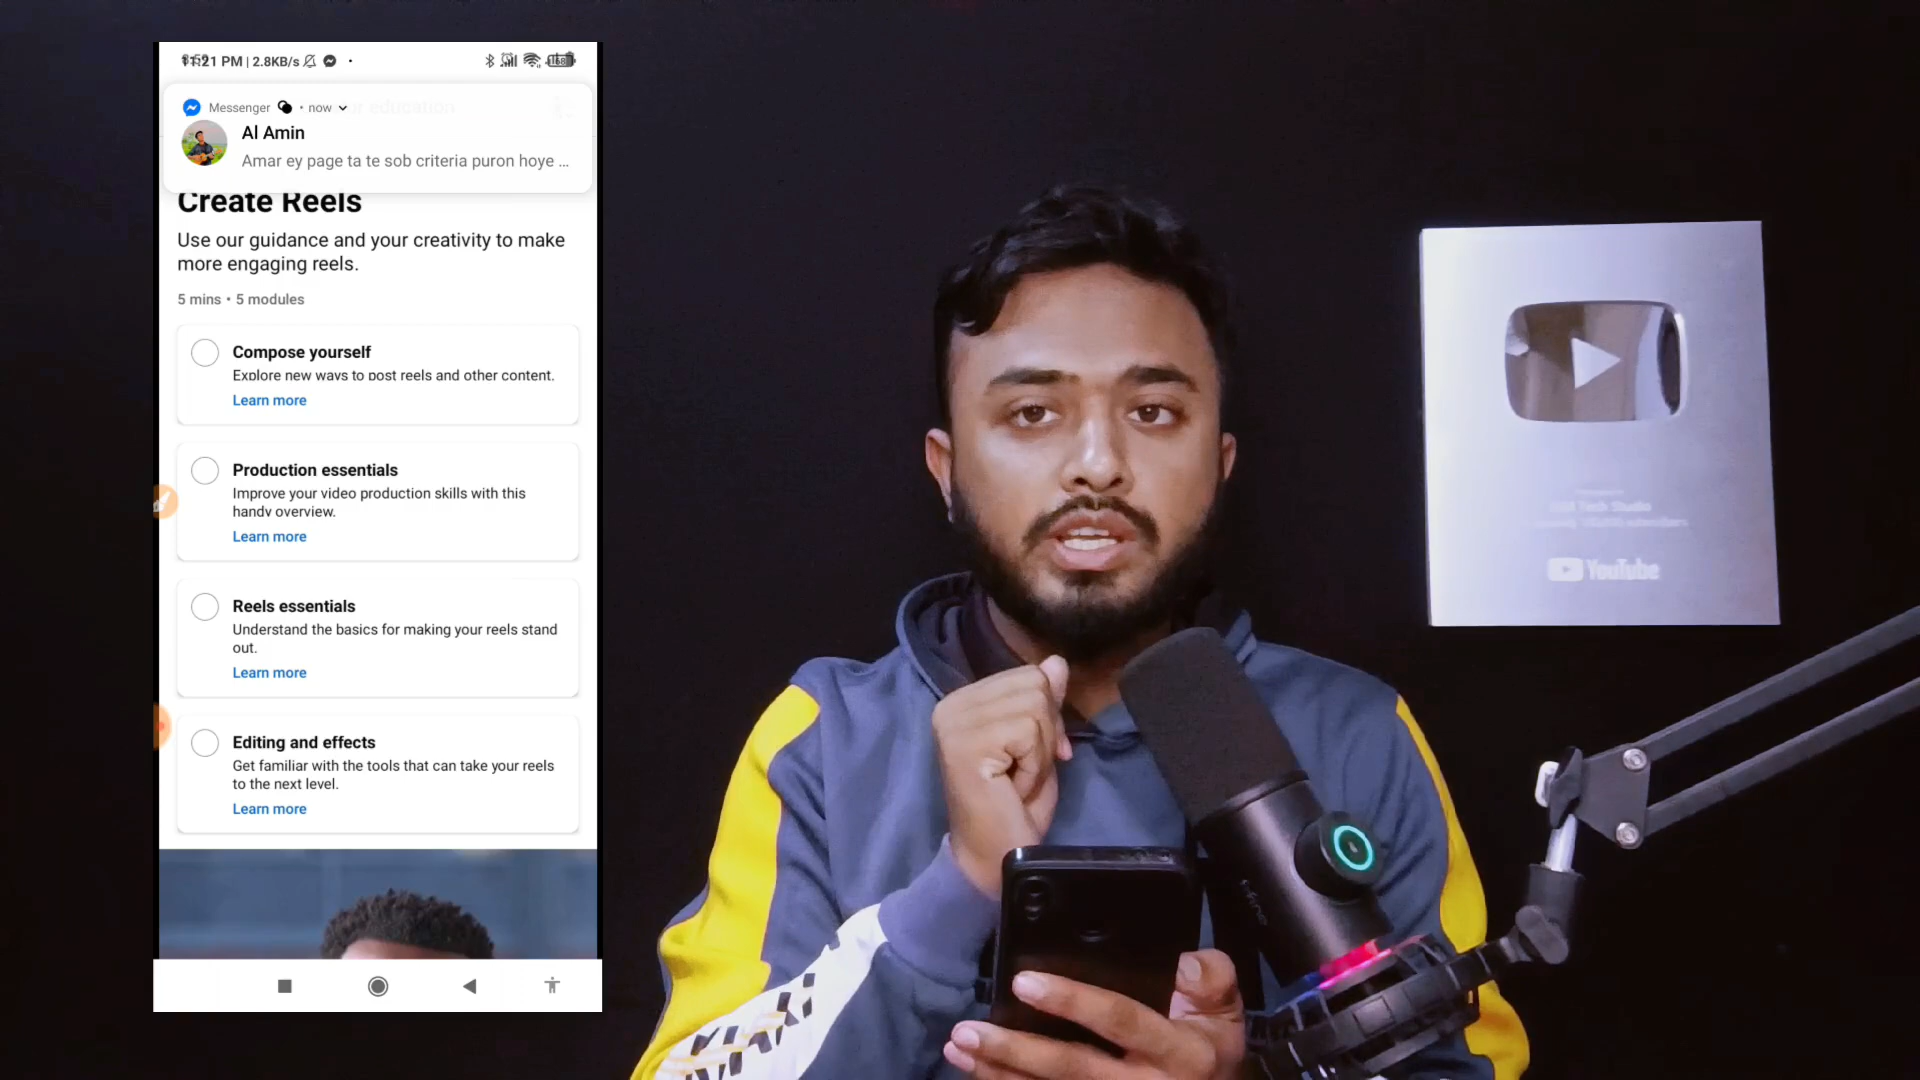 PM | 2.8KB/s
Messenger • now
Al Amin
Amar ey page ta te sob criteria puron hoye ...
Create Reels
Use our guidance and your creativity to make
more engaging reels.
5 mins • 5 modules
Compose yourself
Explore new ways to post reels and other content.
Learn more
Production essentials
Improve your video production skills with this
handy overview.
Learn more
Reels essentials
Understand the basics for making your reels stand
out.
Learn more
Editing and effects
Get familiar with the tools that can take your reels
to the next level.
Learn more
Tech Studio
YouTube